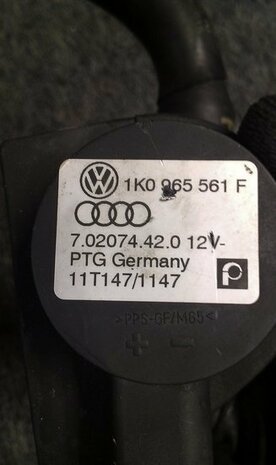 1K0 965 561 F
7.02074.42.0 12V-
PTG Germany
11T147/1147
>PPS-GF/M65<
+ -